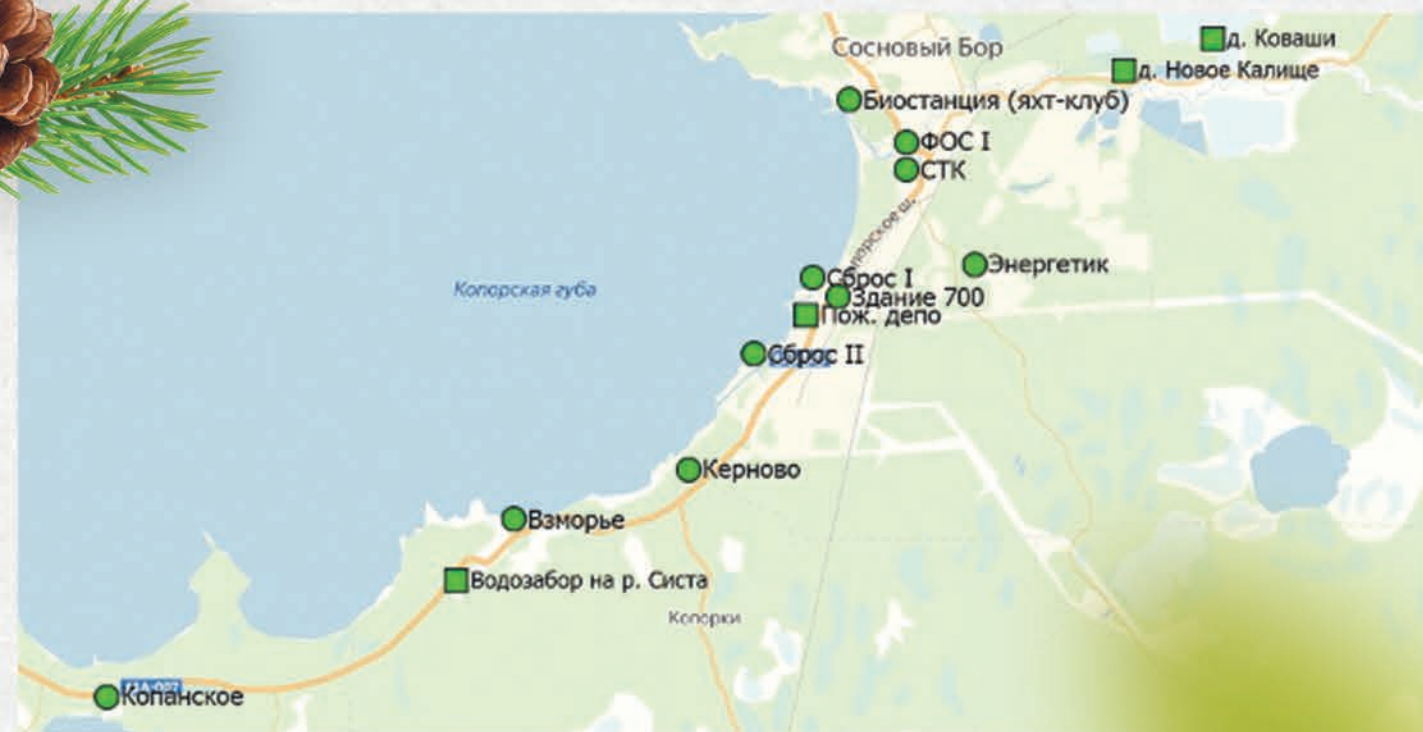 Сосновый Бор
д. Коваши
д. Новое Калище
Биостанция (яхт-клуб)
ФОС I
СТК
Энергетик
Сброс I
Копорская губа
Здание 700
Пож. депо
Сброс II
Керново
Взморье
Водозабор на р. Систа
Копорки
Копанское